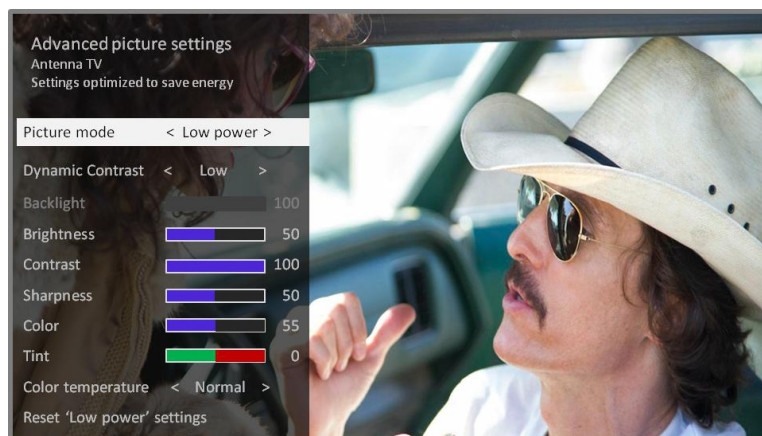 Advanced picture settings
Antenna TV
Settings optimized to save energy
Picture mode < Low power >
Dynamic Contrast < Low >
Backlight 100
Brightness 50
Contrast 100
Sharpness 50
Color 55
Tint 0
Color temperature < Normal >
Reset ‘Low power’ settings